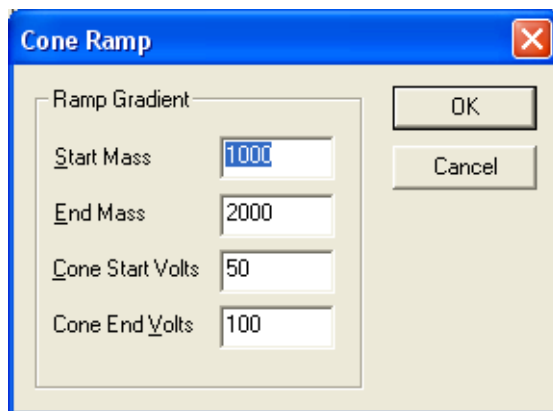 Cone Ramp
Ramp Gradient
Start Mass 1000
End Mass 2000
Cone Start Volts 50
Cone End Volts 100
OK
Cancel